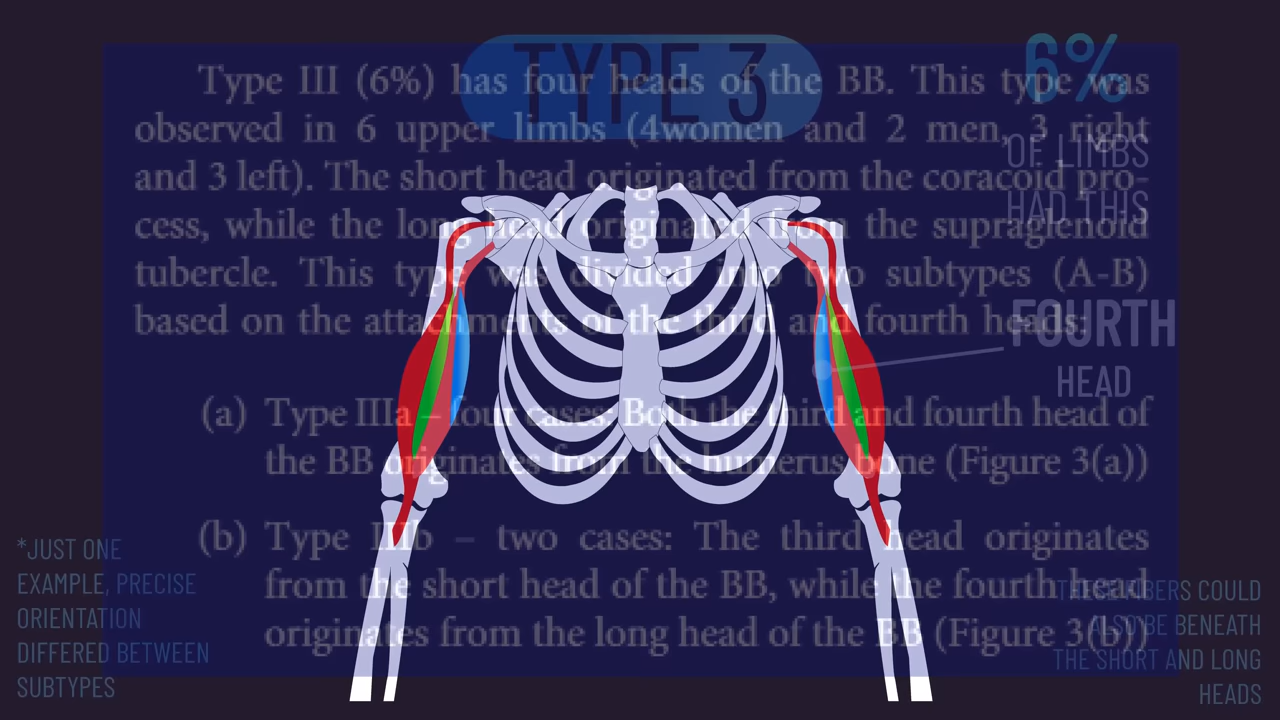 TYPE 3
6%
OF LIMBS
HAD THIS
FOURTH
HEAD
Type III (6%) has four heads of the BB. This type was
observed in 6 upper limbs (4women and 2 men, 3 right
and 3 left). The short head originated from the coracoid pro-
cess, while the long head originated from the supraglenoid
tubercle. This type was divided into two subtypes (A-B)
based on the attachments of the third and fourth heads:
(a) Type IIIa – four cases: Both the third and fourth head of
the BB originates from the humerus bone (Figure 3(a))
(b) Type IIIb – two cases: The third head originates
from the short head of the BB, while the fourth head
originates from the long head of the BB (Figure 3(b))
*JUST ONE
EXAMPLE, PRECISE
ORIENTATION
DIFFERED BETWEEN
SUBTYPES
THESE FIBERS COULD
ALSO BE BENEATH
THE SHORT AND LONG
HEADS